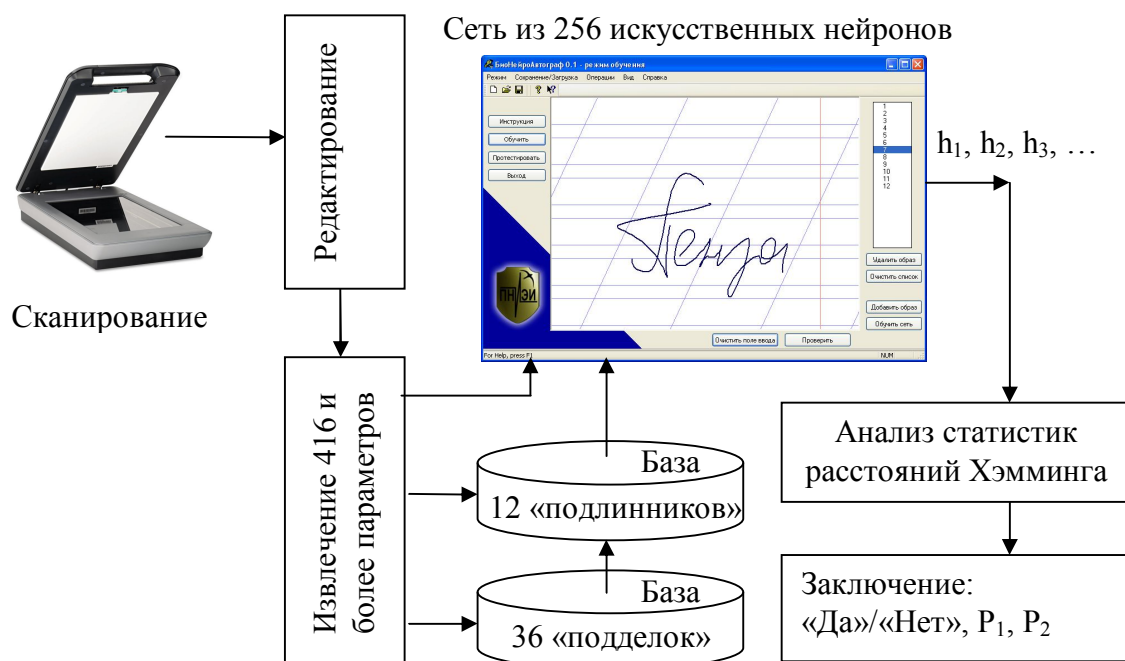 Сеть из 256 искусственных нейронов
Редактирование
Сканирование
БиоНейроАвтограф 0.1 - режим обучения
Режим Сохранение/Загрузка Операции Вид Справка
Инструкция
Обучить
Протестировать
Выход
ПНИЭИ
Пенза
1
2
3
4
5
6
7
8
9
10
11
12
Удалить образ
Очистить список
Добавить образ
Обучить сеть
Очистить поле ввода
Проверить
For Help, press F1
NUM
h₁, h₂, h₃, …
Извлечение 416 и
более параметров
База
12 «подлинников»
База
36 «подделок»
Анализ статистик
расстояний Хэмминга
Заключение:
«Да»/«Нет», P₁, P₂